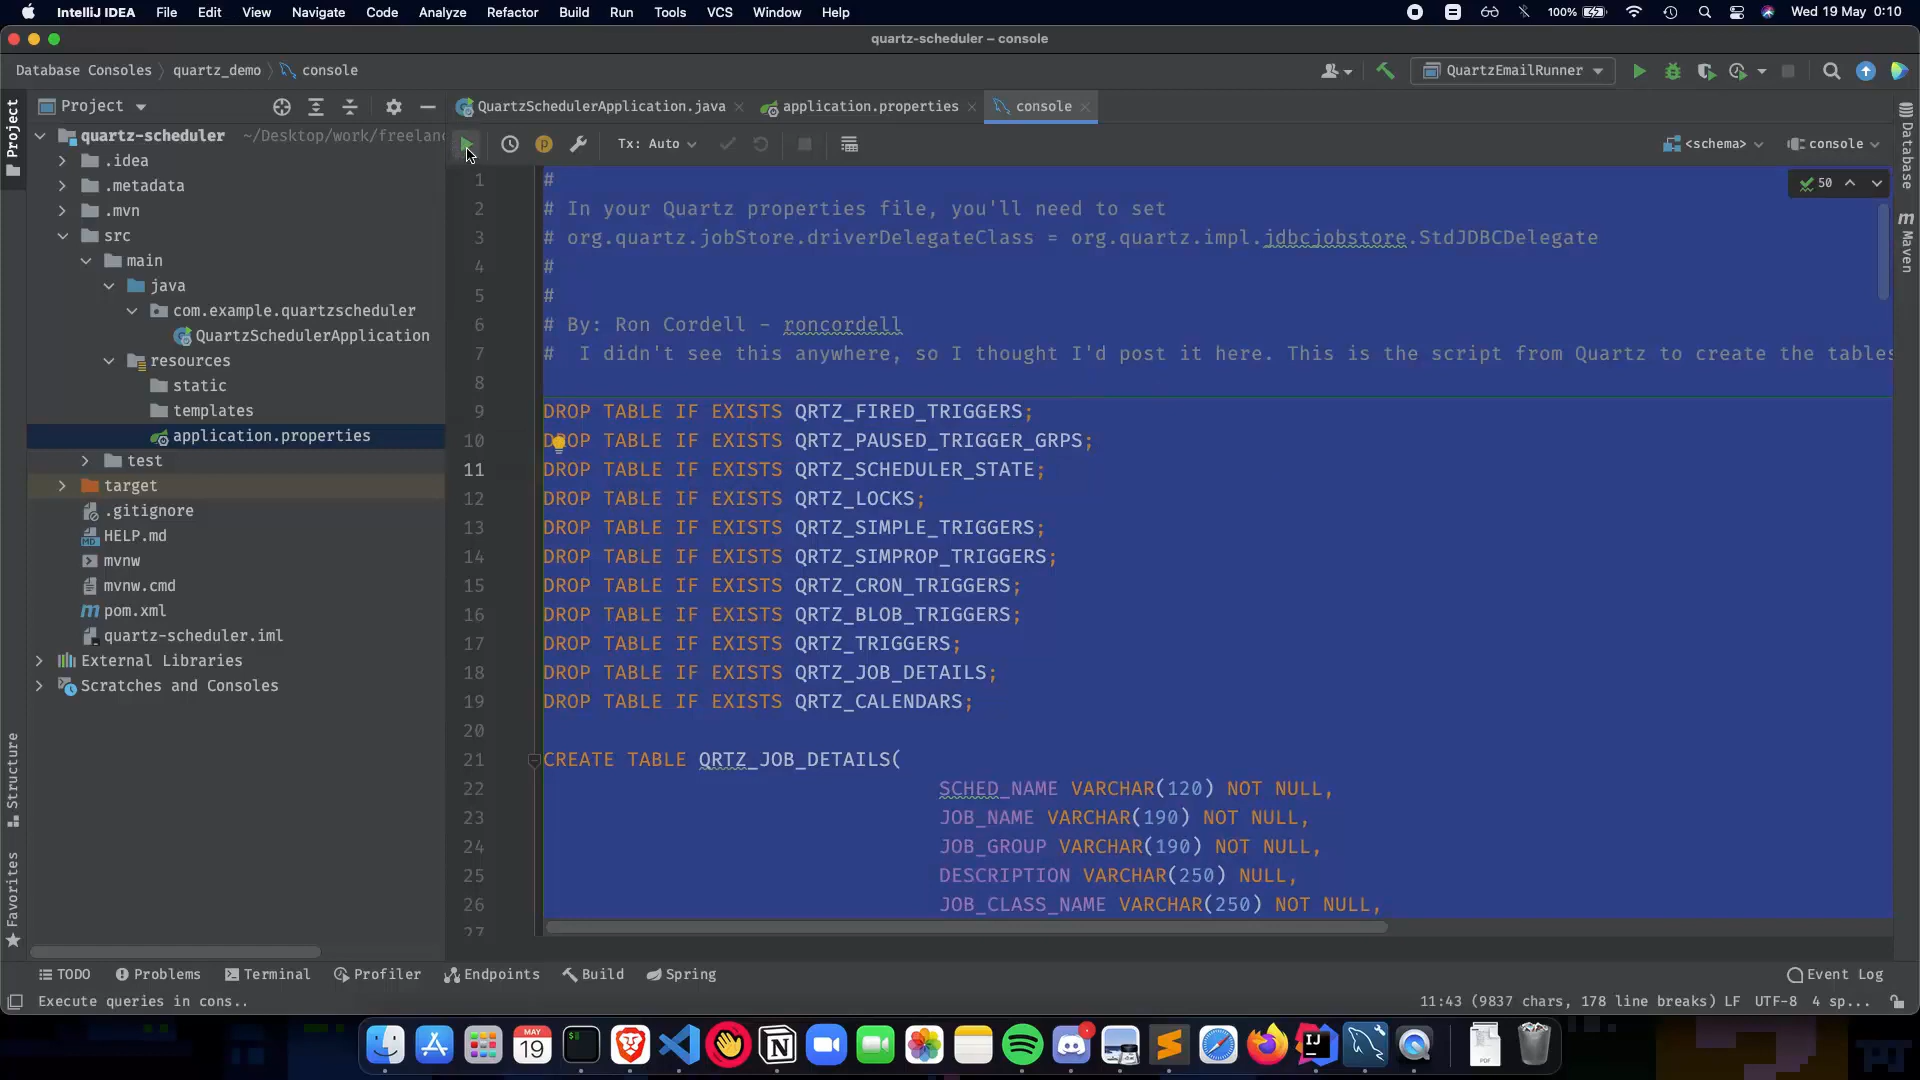 IntelliJ IDEA File Edit View Navigate Code Analyze Refactor Build Run Tools VCS Window Help 100% Wed 19 May 0:10
quartz-scheduler – console
Database Consoles quartz_demo console QuartzEmailRunner
Project QuartzSchedulerApplication.java application.properties console
Project
quartz-scheduler ~/Desktop/work/freelanc
.idea
.metadata
.mvn
src
main
java
com.example.quartzscheduler
QuartzSchedulerApplication
resources
static
templates
application.properties
test
target
.gitignore
HELP.md
mvnw
mvnw.cmd
pom.xml
quartz-scheduler.iml
External Libraries
Scratches and Consoles
Structure
Favorites
p Tx: Auto <schema> console
50
1 #
2 # In your Quartz properties file, you'll need to set
3 # org.quartz.jobStore.driverDelegateClass = org.quartz.impl.jdbcjobstore.StdJDBCDelegate
4 #
5 #
6 # By: Ron Cordell - roncordell
7 # I didn't see this anywhere, so I thought I'd post it here. This is the script from Quartz to create the tables
8
9 DROP TABLE IF EXISTS QRTZ_FIRED_TRIGGERS;
10 DROP TABLE IF EXISTS QRTZ_PAUSED_TRIGGER_GRPS;
11 DROP TABLE IF EXISTS QRTZ_SCHEDULER_STATE;
12 DROP TABLE IF EXISTS QRTZ_LOCKS;
13 DROP TABLE IF EXISTS QRTZ_SIMPLE_TRIGGERS;
14 DROP TABLE IF EXISTS QRTZ_SIMPROP_TRIGGERS;
15 DROP TABLE IF EXISTS QRTZ_CRON_TRIGGERS;
16 DROP TABLE IF EXISTS QRTZ_BLOB_TRIGGERS;
17 DROP TABLE IF EXISTS QRTZ_TRIGGERS;
18 DROP TABLE IF EXISTS QRTZ_JOB_DETAILS;
19 DROP TABLE IF EXISTS QRTZ_CALENDARS;
20
21 CREATE TABLE QRTZ_JOB_DETAILS(
22 SCHED_NAME VARCHAR(120) NOT NULL,
23 JOB_NAME VARCHAR(190) NOT NULL,
24 JOB_GROUP VARCHAR(190) NOT NULL,
25 DESCRIPTION VARCHAR(250) NULL,
26 JOB_CLASS_NAME VARCHAR(250) NOT NULL,
27
Database
m Maven
TODO Problems Terminal Profiler Endpoints Build Spring Event Log
Execute queries in cons.. 11:43 (9837 chars, 178 line breaks) LF UTF-8 4 sp...
MAY
19
IJ
PDF